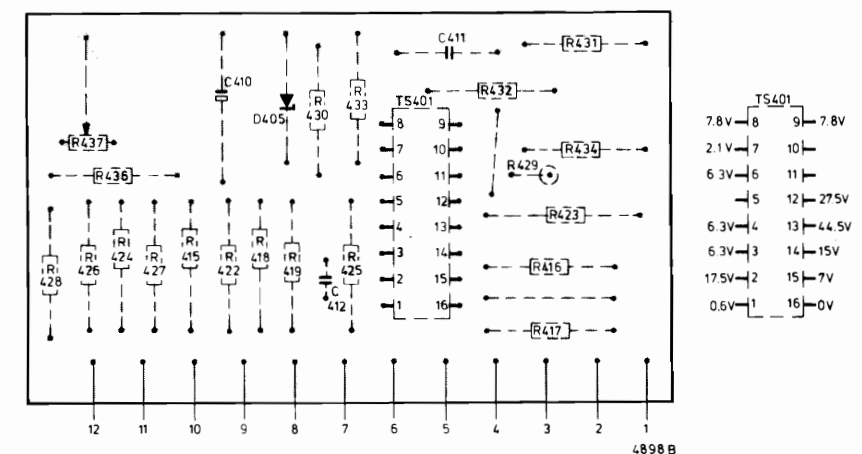 C411
R431
C410
R432
D405
R 430
R 433
TS401
8 9
7 10
6 11
5 12
4 13
3 14
2 15
1 16
R437
R436
R434
R429
R423
R 428
R 426
R 424
R 427
R 415
R 422
R 418
R 419
C 412
R 425
R416
R417
12 11 10 9 8 7 6 5 4 3 2 1
4898B
TS401
7.8V 8 9 7.8V
2.1V 7 10
6.3V 6 11
5 12 27.5V
6.3V 4 13 44.5V
6.3V 3 14 15V
17.5V 2 15 7V
0.6V 1 16 0V